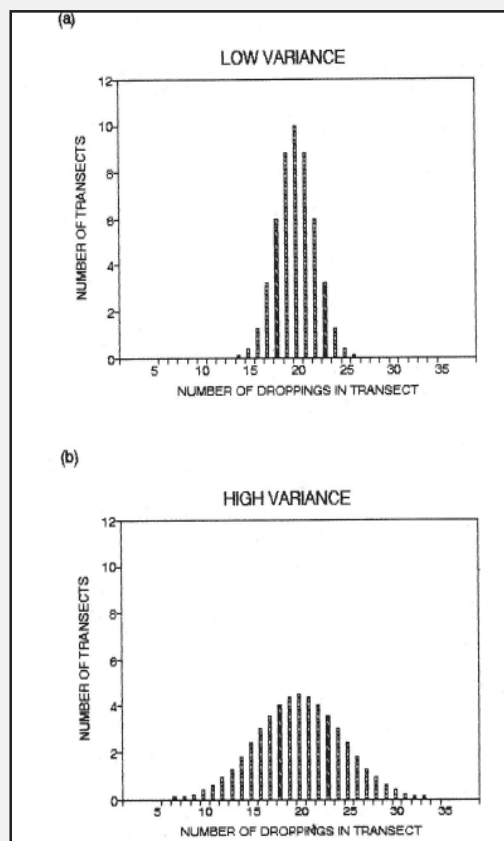 (a)
LOW VARIANCE
12
10
8
6
4
2
0
NUMBER OF TRANSECTS
5 10 15 20 25 30 35
NUMBER OF DROPPINGS IN TRANSECT
(b)
HIGH VARIANCE
12
10
8
6
4
2
0
NUMBER OF TRANSECTS
5 10 15 20 25 30 35
NUMBER OF DROPPINGS IN TRANSECT